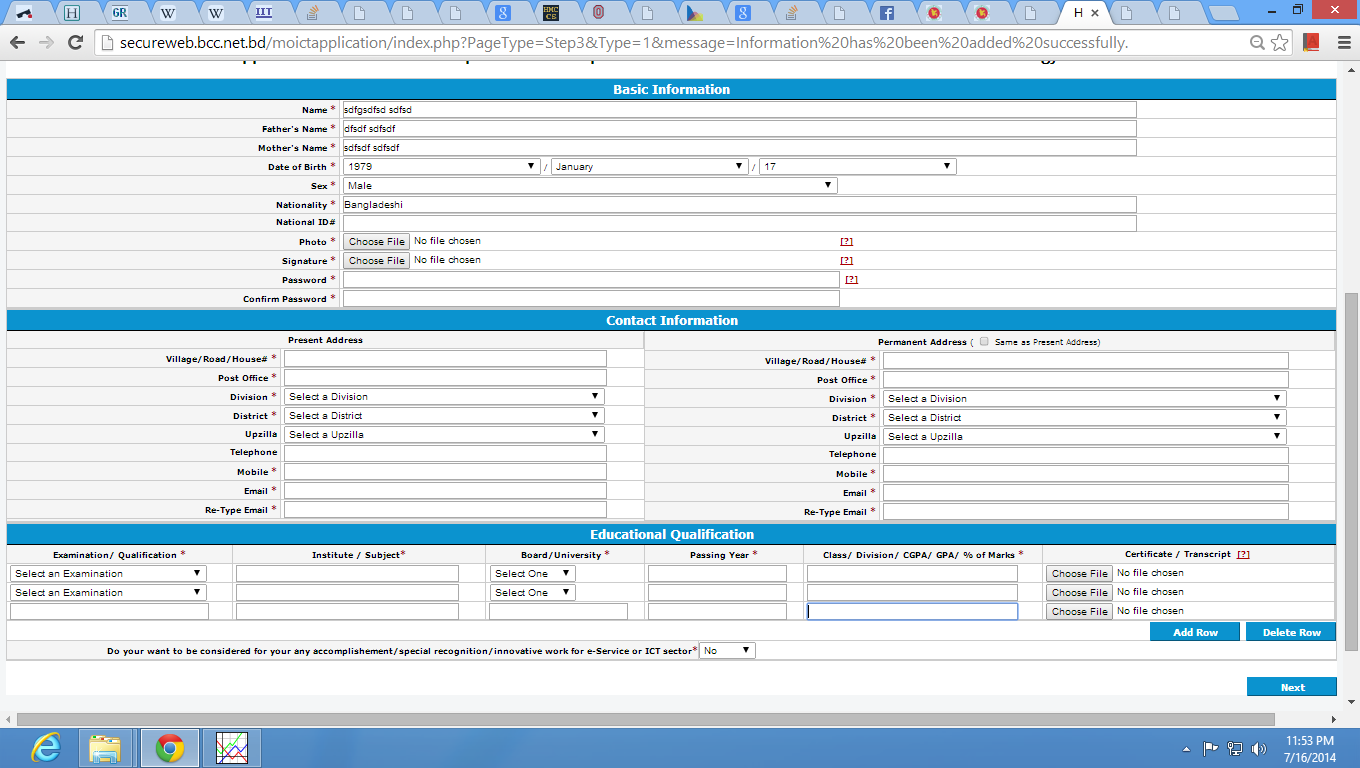 H GR W W IIT 8 HMC CS 8 f H ×
secureweb.bcc.net.bd/moictapplication/index.php?PageType=Step3&Type=1&message=Information%20has%20been%20added%20successfully.
Basic Information
Name * sdfgsdfsd sdfsd
Father's Name * dfsdf sdfsdf
Mother's Name * sdfsdf sdfsdf
Date of Birth * 1979 / January / 17
Sex * Male
Nationality * Bangladeshi
National ID#
Photo * Choose File No file chosen [?]
Signature * Choose File No file chosen [?]
Password * [?]
Confirm Password *
Contact Information
Present Address
Village/Road/House# *
Post Office *
Division * Select a Division
District * Select a District
Upzilla Select a Upzilla
Telephone
Mobile *
Email *
Re-Type Email *
Permanent Address ( Same as Present Address)
Village/Road/House# *
Post Office *
Division * Select a Division
District * Select a District
Upzilla Select a Upzilla
Telephone
Mobile *
Email *
Re-Type Email *
Educational Qualification
Examination/ Qualification * Institute / Subject* Board/University * Passing Year * Class/ Division/ CGPA/ GPA/ % of Marks * Certificate / Transcript [?]
Select an Examination Select One Choose File No file chosen
Select an Examination Select One Choose File No file chosen
Choose File No file chosen
Add Row Delete Row
Do your want to be considered for your any accomplishement/special recognition/innovative work for e-Service or ICT sector* No
Next
11:53 PM
7/16/2014